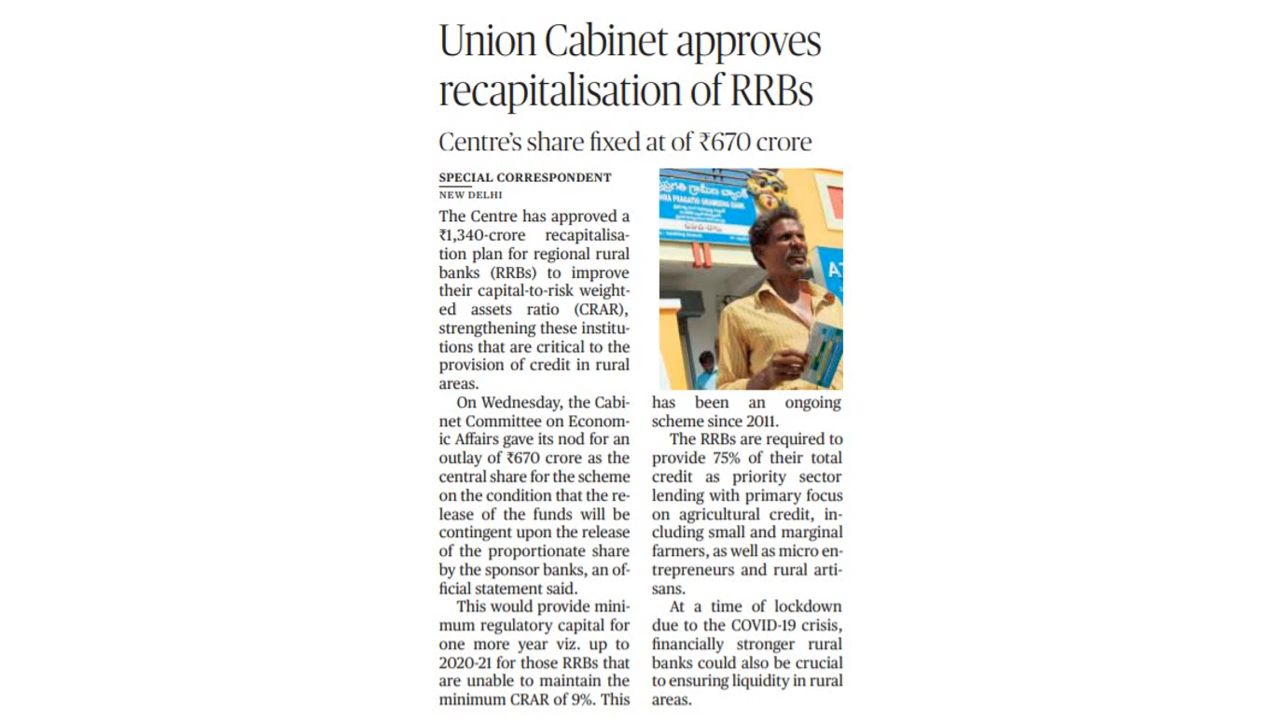 Union Cabinet approves
recapitalisation of RRBs
Centre's share fixed at of ₹670 crore
SPECIAL CORRESPONDENT
NEW DELHI
The Centre has approved a
₹1,340-crore recapitalisa-
tion plan for regional rural
banks (RRBs) to improve
their capital-to-risk weight-
ed assets ratio (CRAR),
strengthening these institu-
tions that are critical to the
provision of credit in rural
areas.
On Wednesday, the Cabi-
net Committee on Econom-
ic Affairs gave its nod for an
outlay of ₹670 crore as the
central share for the scheme
on the condition that the re-
lease of the funds will be
contingent upon the release
of the proportionate share
by the sponsor banks, an of-
ficial statement said.
This would provide mini-
mum regulatory capital for
one more year viz. up to
2020-21 for those RRBs that
are unable to maintain the
minimum CRAR of 9%. This
ప్రగతి గ్రామీణ బ్యాంక్
HRA PRAGATHI GRAMEENA BANK
AT
has been an ongoing
scheme since 2011.
The RRBs are required to
provide 75% of their total
credit as priority sector
lending with primary focus
on agricultural credit, in-
cluding small and marginal
farmers, as well as micro en-
trepreneurs and rural arti-
sans.
At a time of lockdown
due to the COVID-19 crisis,
financially stronger rural
banks could also be crucial
to ensuring liquidity in rural
areas.